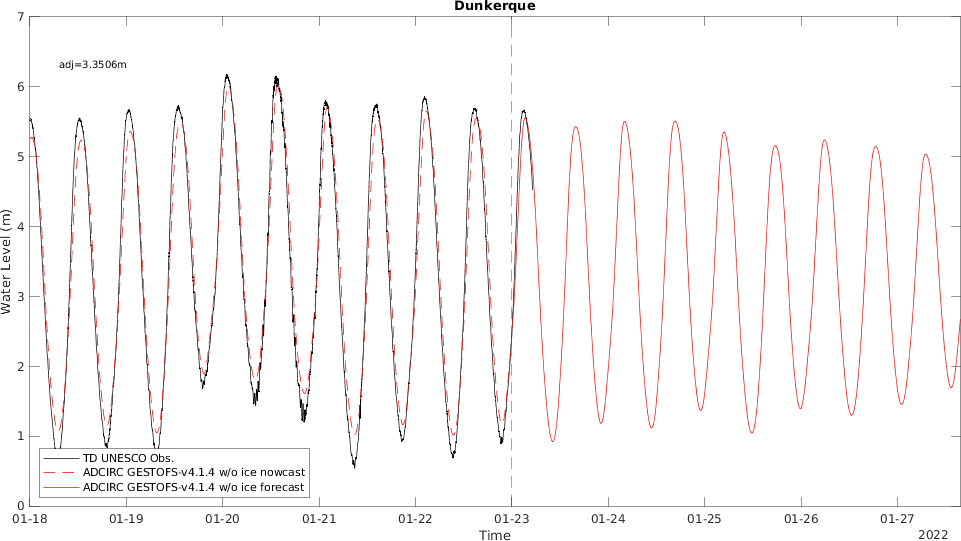 Dunkerque
7
adj=3.3506m
6
5
4
3
2
1
0
Water Level (m)
TD UNESCO Obs.
ADCIRC GESTOFS-v4.1.4 w/o ice nowcast
ADCIRC GESTOFS-v4.1.4 w/o ice forecast
01-18 01-19 01-20 01-21 01-22 01-23 01-24 01-25 01-26 01-27
Time
2022